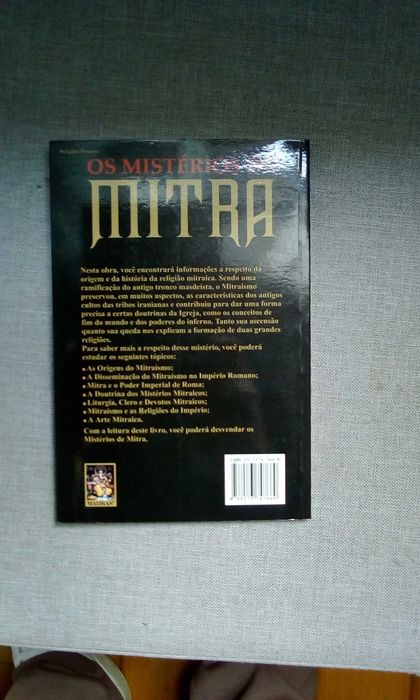 OS MISTÉRIOS
MITRA
Nesta obra, você encontrará informações a respeito da
origem e da história da religião mitraica. Sendo uma
ramificação do antigo tronco masdeísta, o Mitraísmo
preservou, em muitos aspectos, as características dos antigos
cultos das tribos iranianas e contribuiu para dar uma forma
precisa a certas doutrinas da Igreja, como os conceitos de
fim do mundo e dos poderes do inferno. Tanto sua ascensão
quanto sua queda nos explicam a formação de duas grandes
religiões.
Para saber mais a respeito desse mistério, você poderá
estudar os seguintes tópicos:
• As Origens do Mitraísmo;
• A Disseminação do Mitraísmo no Império Romano;
• Mitra e o Poder Imperial de Roma;
• A Doutrina dos Mistérios Mitraicos;
• Liturgia, Clero e Devotos Mitraicos;
• Mitraísmo e as Religiões do Império;
• A Arte Mitraica.
Com a leitura deste livro, você poderá desvendar os
Mistérios de Mitra.
MADRAS